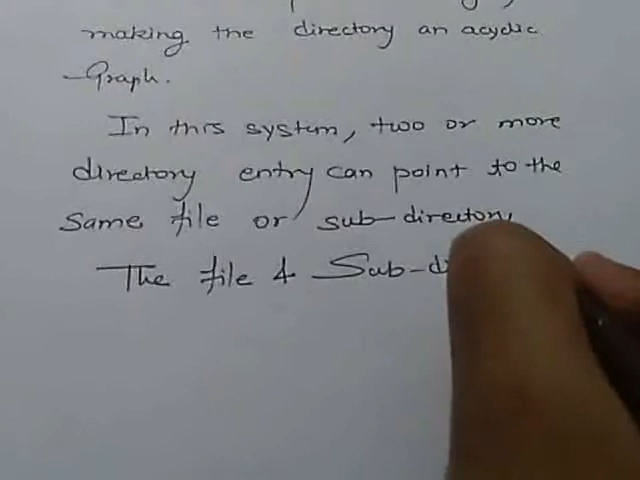 making the directory an acyclic
-Graph.
In this system, two or more
directory entry can point to the
same file or sub-directory
The file & Sub-di